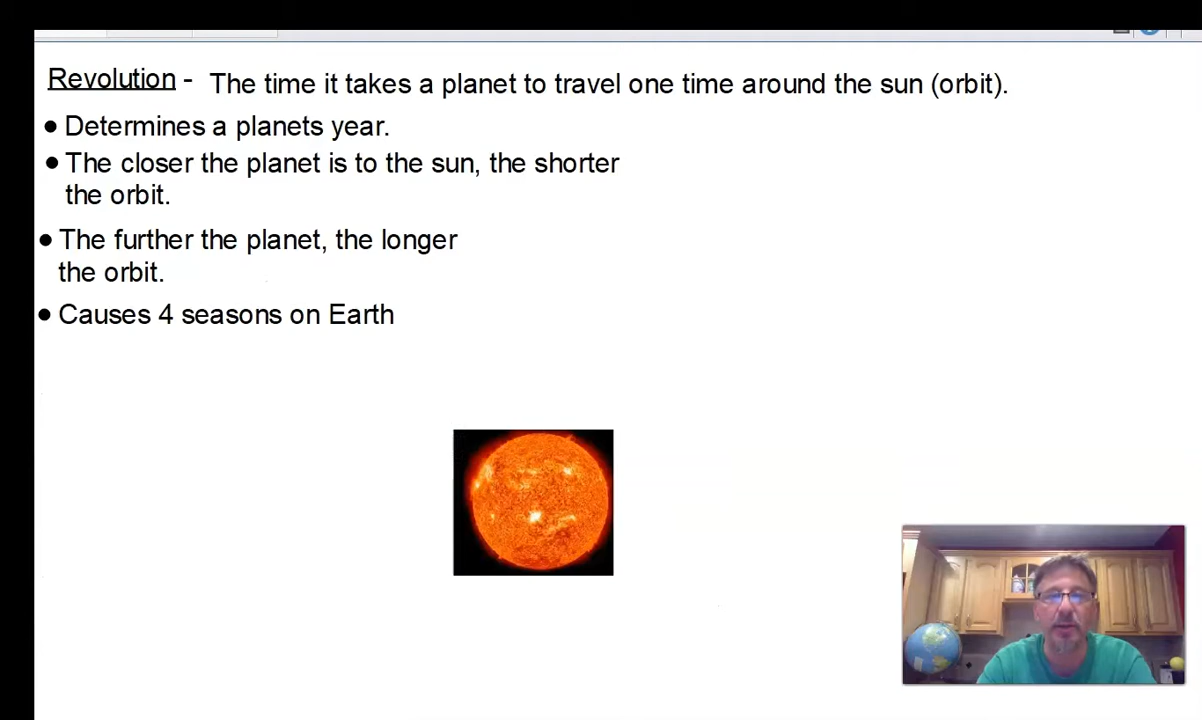 Revolution - The time it takes a planet to travel one time around the sun (orbit).
● Determines a planets year.
● The closer the planet is to the sun, the shorter
the orbit.
● The further the planet, the longer
the orbit.
● Causes 4 seasons on Earth